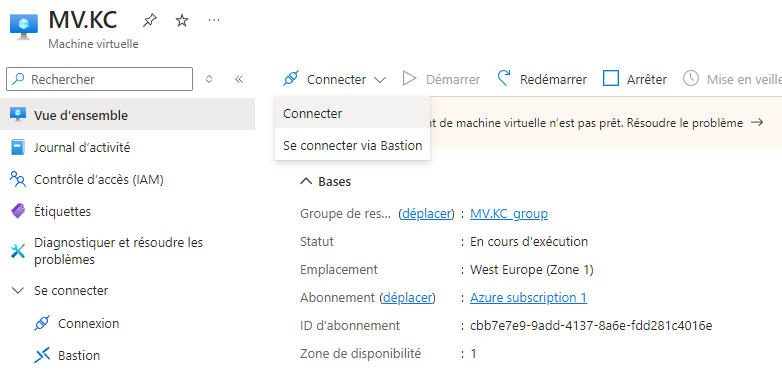 MV.KC
Machine virtuelle
Rechercher
Connecter Démarrer Redémarrer Arrêter Mise en veille
Vue d'ensemble
Connecter
nt de machine virtuelle n'est pas prêt. Résoudre le problème
Journal d'activité
Se connecter via Bastion
Contrôle d'accès (IAM)
Bases
Étiquettes
Groupe de res... (déplacer) : MV.KC_group
Diagnostiquer et résoudre les
problèmes
Statut : En cours d'exécution
Emplacement : West Europe (Zone 1)
Se connecter
Abonnement (déplacer) : Azure subscription 1
Connexion
ID d'abonnement : cbb7e7e9-9add-4137-8a6e-fdd281c4016e
Bastion
Zone de disponibilité : 1